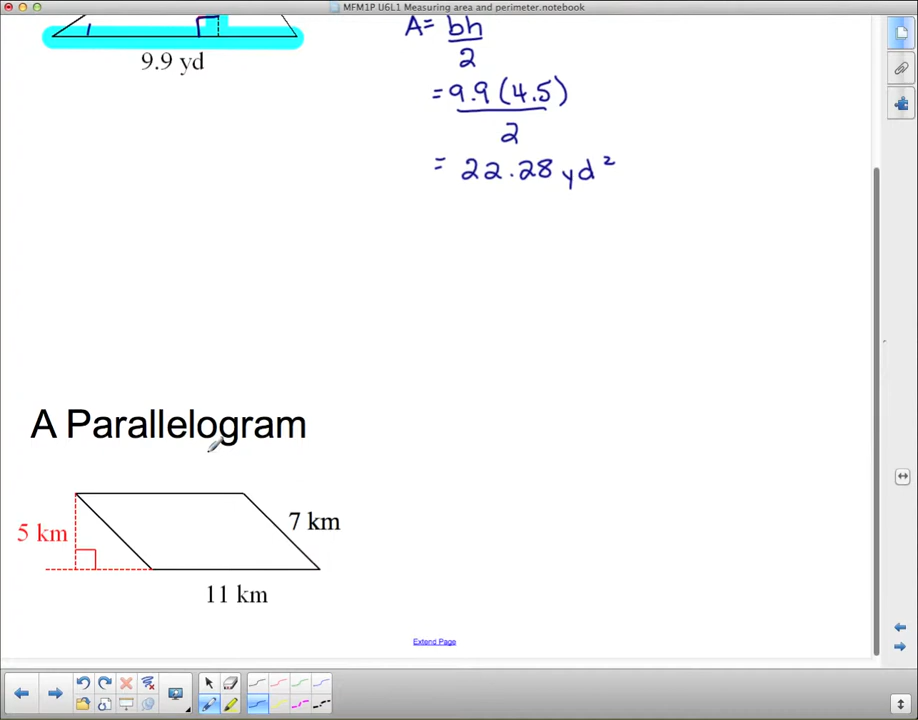 MFM1P U6L1 Measuring area and perimeter.notebook
A = bh
2
= 9.9 (4.5)
2
= 22.28 yd²
9.9 yd
A Parallelogram
5 km
7 km
11 km
Extend Page